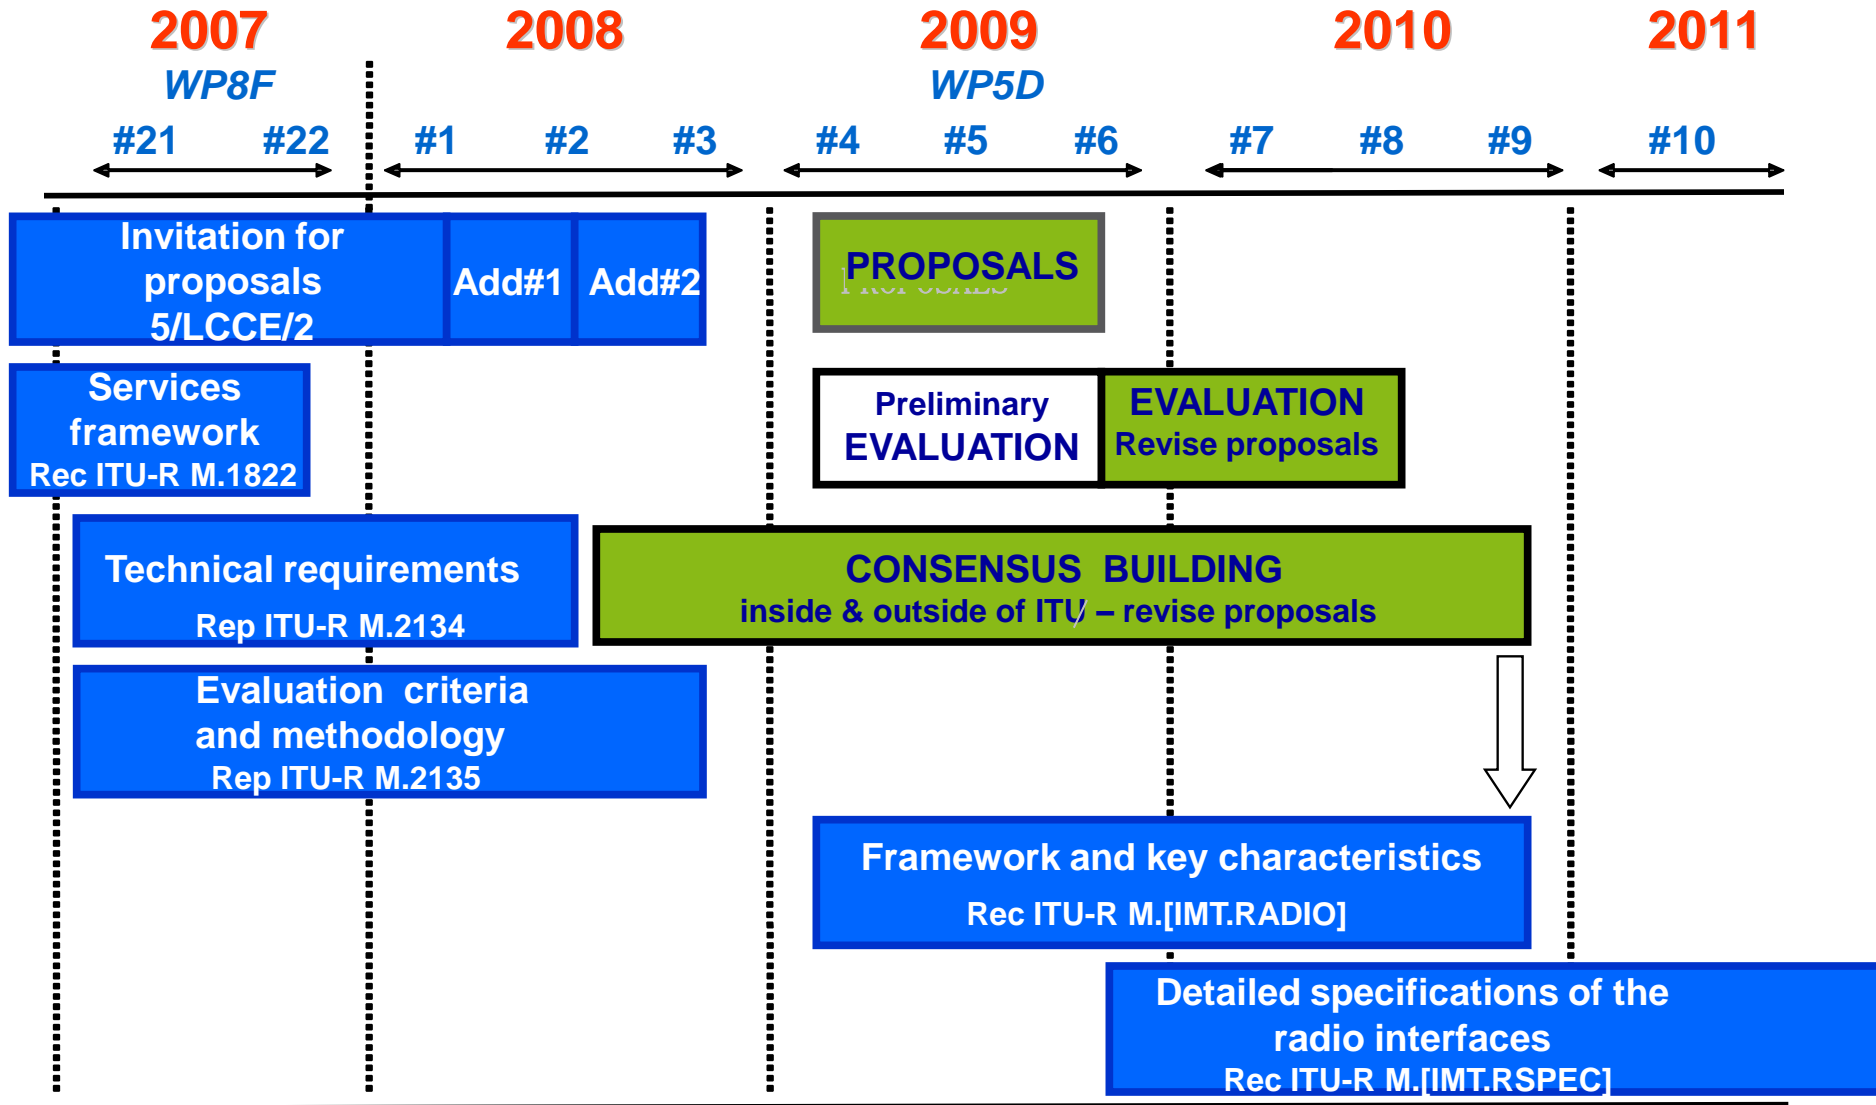 2007 2008 2009 2010 2011
WP8F WP5D
#21 #22 #1 #2 #3 #4 #5 #6 #7 #8 #9 #10
Invitation for
proposals
5/LCCE/2
Add#1 Add#2
PROPOSALS
PROPOSALS
Services
framework
Rec ITU-R M.1822
Preliminary
EVALUATION
EVALUATION
Revise proposals
Technical requirements
Rep ITU-R M.2134
CONSENSUS BUILDING
inside & outside of ITU – revise proposals
Evaluation criteria
and methodology
Rep ITU-R M.2135
Framework and key characteristics
Rec ITU-R M.[IMT.RADIO]
Detailed specifications of the
radio interfaces
Rec ITU-R M.[IMT.RSPEC]